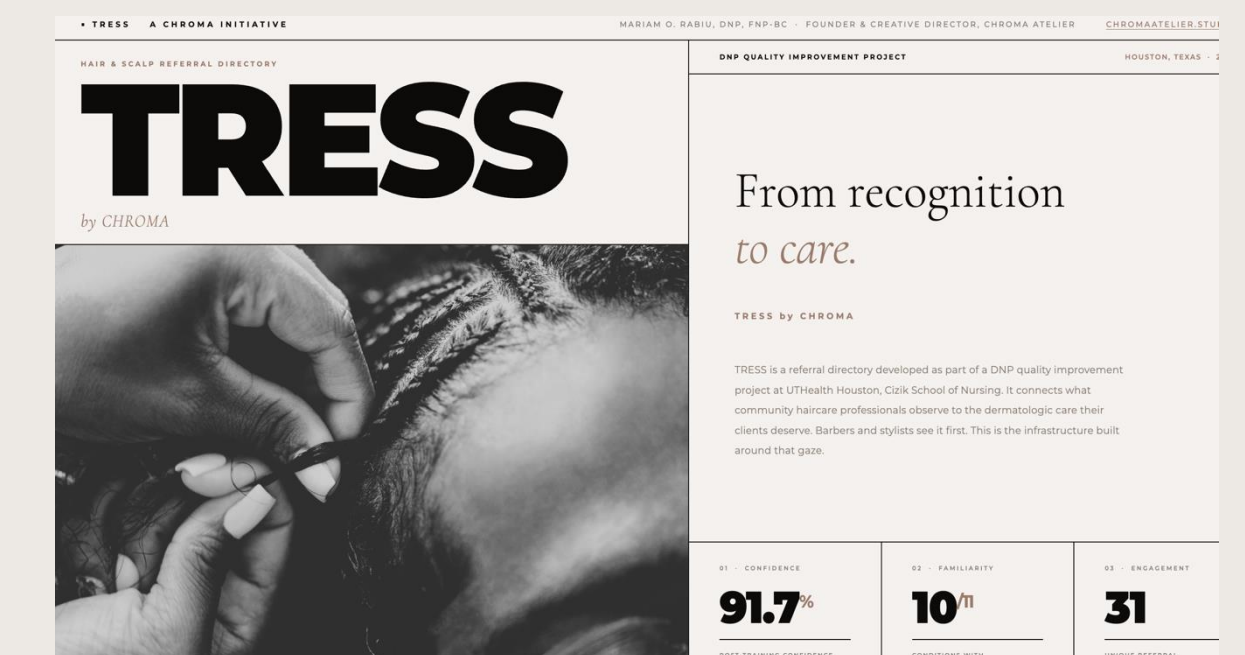 ▪ TRESS A CHROMA INITIATIVE
MARIAM O. RABIU, DNP, FNP-BC · FOUNDER & CREATIVE DIRECTOR, CHROMA ATELIER
HAIR & SCALP REFERRAL DIRECTORY
TRESS
by CHROMA
DNP QUALITY IMPROVEMENT PROJECT
HOUSTON, TEXAS ·
From recognition
to care.
TRESS by CHROMA
TRESS is a referral directory developed as part of a DNP quality improvement
project at UTHealth Houston, Cizik School of Nursing. It connects what
community haircare professionals observe to the dermatologic care their
clients deserve. Barbers and stylists see it first. This is the infrastructure built
around that gaze.
01 · CONFIDENCE
91.7%
02 · FAMILIARITY
10/11
03 · ENGAGEMENT
31